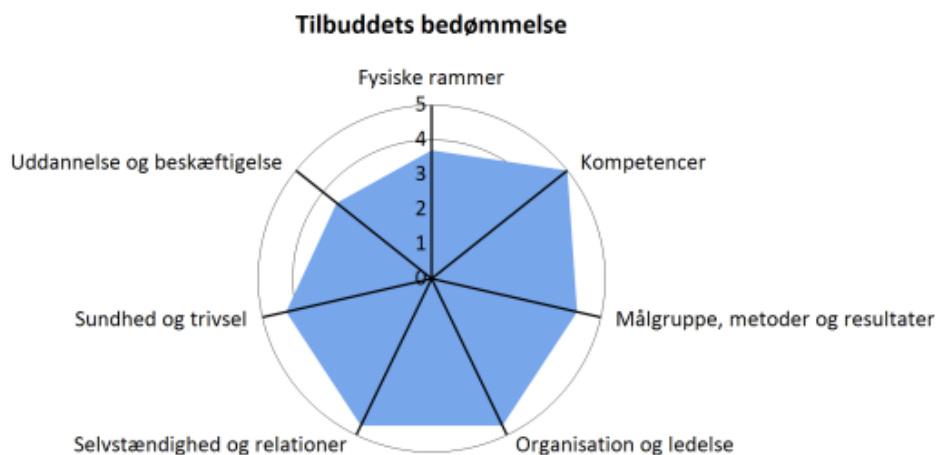 Tilbuddets bedømmelse
Fysiske rammer
5
4
3
2
1
0
Uddannelse og beskæftigelse
Kompetencer
Sundhed og trivsel
Målgruppe, metoder og resultater
Selvstændighed og relationer
Organisation og ledelse